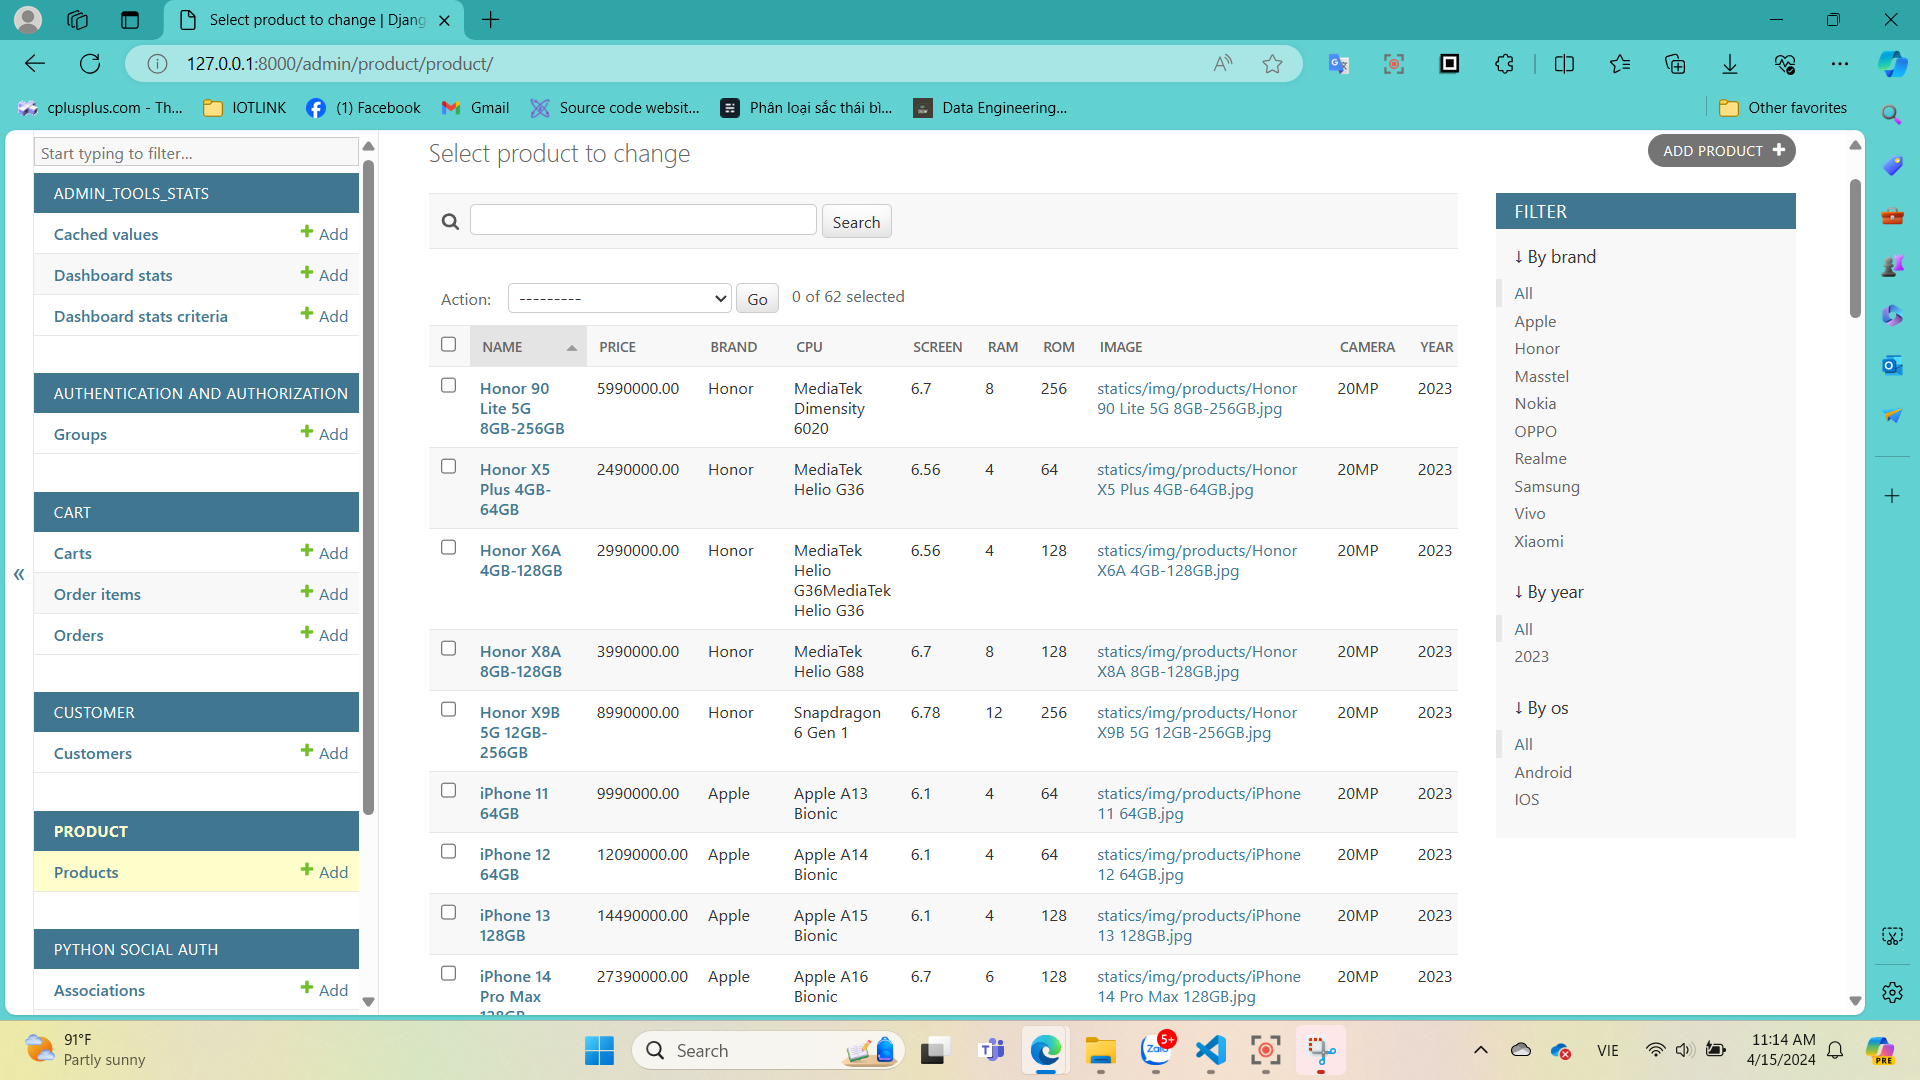 Select product to change | Djang
127.0.0.1:8000/admin/product/product/
cplusplus.com - Th...
IOTLINK
(1) Facebook
Gmail
Source code websit...
Phân loại sắc thái bì...
Data Engineering...
Other favorites
Start typing to filter...
ADMIN_TOOLS_STATS
Cached values Add
Dashboard stats Add
Dashboard stats criteria Add
AUTHENTICATION AND AUTHORIZATION
Groups Add
CART
Carts Add
Order items Add
Orders Add
CUSTOMER
Customers Add
PRODUCT
Products Add
PYTHON SOCIAL AUTH
Associations Add
«
Select product to change
ADD PRODUCT
Search
Action: --------- Go 0 of 62 selected
NAME PRICE BRAND CPU SCREEN RAM ROM IMAGE CAMERA YEAR
Honor 90 5990000.00 Honor MediaTek 6.7 8 256 statics/img/products/Honor 20MP 2023
Lite 5G Dimensity 90 Lite 5G 8GB-256GB.jpg
8GB-256GB 6020
Honor X5 2490000.00 Honor MediaTek 6.56 4 64 statics/img/products/Honor 20MP 2023
Plus 4GB- Helio G36 X5 Plus 4GB-64GB.jpg
64GB
Honor X6A 2990000.00 Honor MediaTek 6.56 4 128 statics/img/products/Honor 20MP 2023
4GB-128GB Helio X6A 4GB-128GB.jpg
G36MediaTek
Helio G36
Honor X8A 3990000.00 Honor MediaTek 6.7 8 128 statics/img/products/Honor 20MP 2023
8GB-128GB Helio G88 X8A 8GB-128GB.jpg
Honor X9B 8990000.00 Honor Snapdragon 6.78 12 256 statics/img/products/Honor 20MP 2023
5G 12GB- 6 Gen 1 X9B 5G 12GB-256GB.jpg
256GB
iPhone 11 9990000.00 Apple Apple A13 6.1 4 64 statics/img/products/iPhone 20MP 2023
64GB Bionic 11 64GB.jpg
iPhone 12 12090000.00 Apple Apple A14 6.1 4 64 statics/img/products/iPhone 20MP 2023
64GB Bionic 12 64GB.jpg
iPhone 13 14490000.00 Apple Apple A15 6.1 4 128 statics/img/products/iPhone 20MP 2023
128GB Bionic 13 128GB.jpg
iPhone 14 27390000.00 Apple Apple A16 6.7 6 128 statics/img/products/iPhone 20MP 2023
Pro Max Bionic 14 Pro Max 128GB.jpg
128GB
FILTER
↓ By brand
All
Apple
Honor
Masstel
Nokia
OPPO
Realme
Samsung
Vivo
Xiaomi
↓ By year
All
2023
↓ By os
All
Android
IOS
91°F
Partly sunny
Search
Zalo
5+
VIE
11:14 AM
4/15/2024
PRE